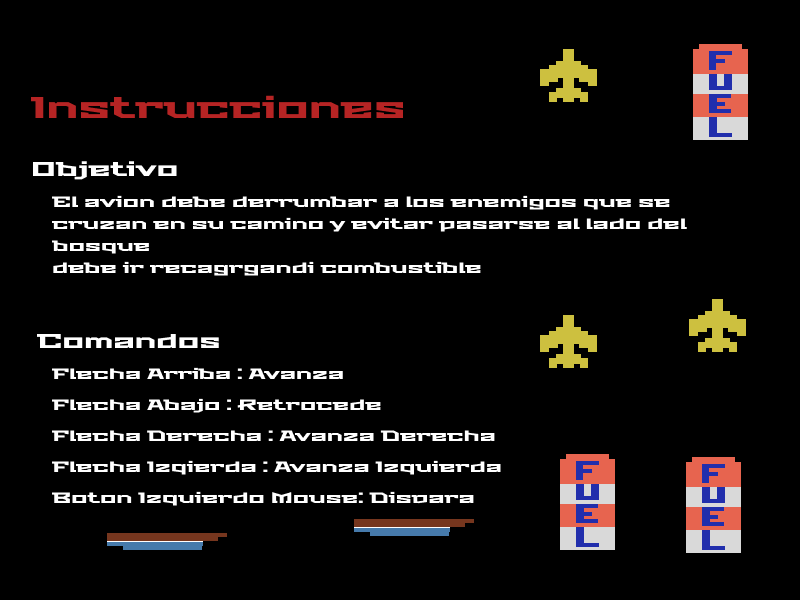 Instrucciones
FUEL
Objetivo
El avion debe derrumbar a los enemigos que se
cruzan en su camino y evitar pasarse al lado del
bosque
debe ir recagrgandi combustible
Comandos
Flecha Arriba : Avanza
Flecha Abajo : Retrocede
Flecha Derecha : Avanza Derecha
Flecha Izqierda : Avanza Izquierda
Boton Izquierdo Mouse: Dispara
FUEL
FUEL